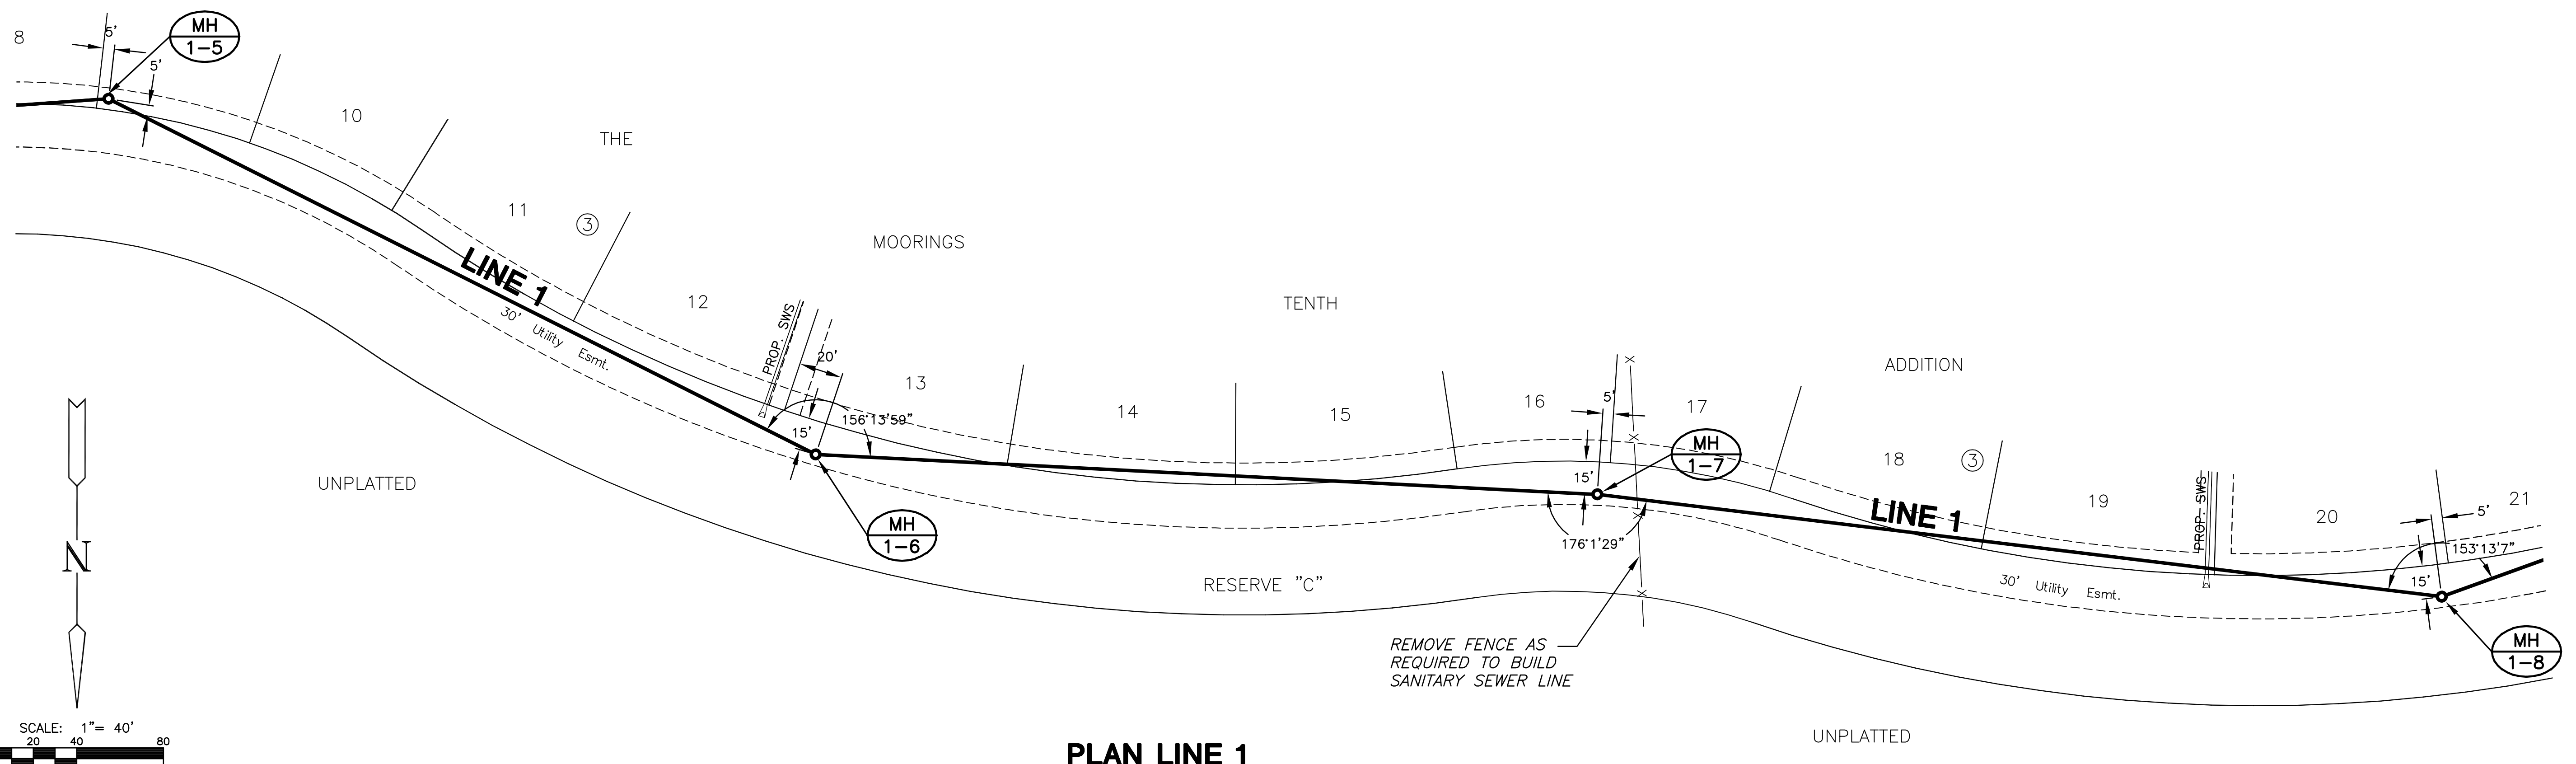 8
5'
MH
1-5
5'
10
THE
11
3
MOORINGS
LINE 1
12
30' Utility Esmt.
PROP. SWS
20'
TENTH
13
156°13'59"
15'
14
15
16
5'
17
ADDITION
MH
1-7
15'
18
3
19
LINE 1
PROP. SWS
20
21
5'
153°13'7"
15'
UNPLATTED
MH
1-6
176°1'29"
N
RESERVE "C"
30' Utility Esmt.
REMOVE FENCE AS
REQUIRED TO BUILD
SANITARY SEWER LINE
MH
1-8
SCALE: 1"= 40'
20 40 80
PLAN LINE 1
UNPLATTED
X
X
X
X